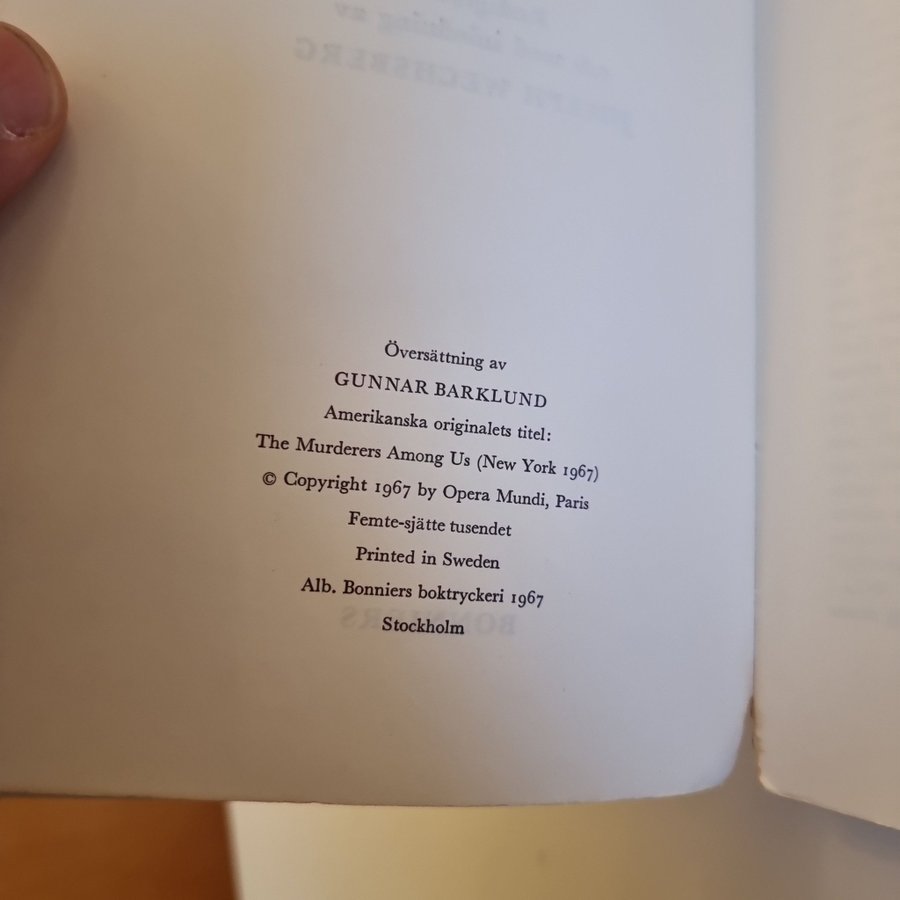 Översättning av
GUNNAR BARKLUND
Amerikanska originalets titel:
The Murderers Among Us (New York 1967)
© Copyright 1967 by Opera Mundi, Paris
Femte-sjätte tusendet
Printed in Sweden
Alb. Bonniers boktryckeri 1967
Stockholm